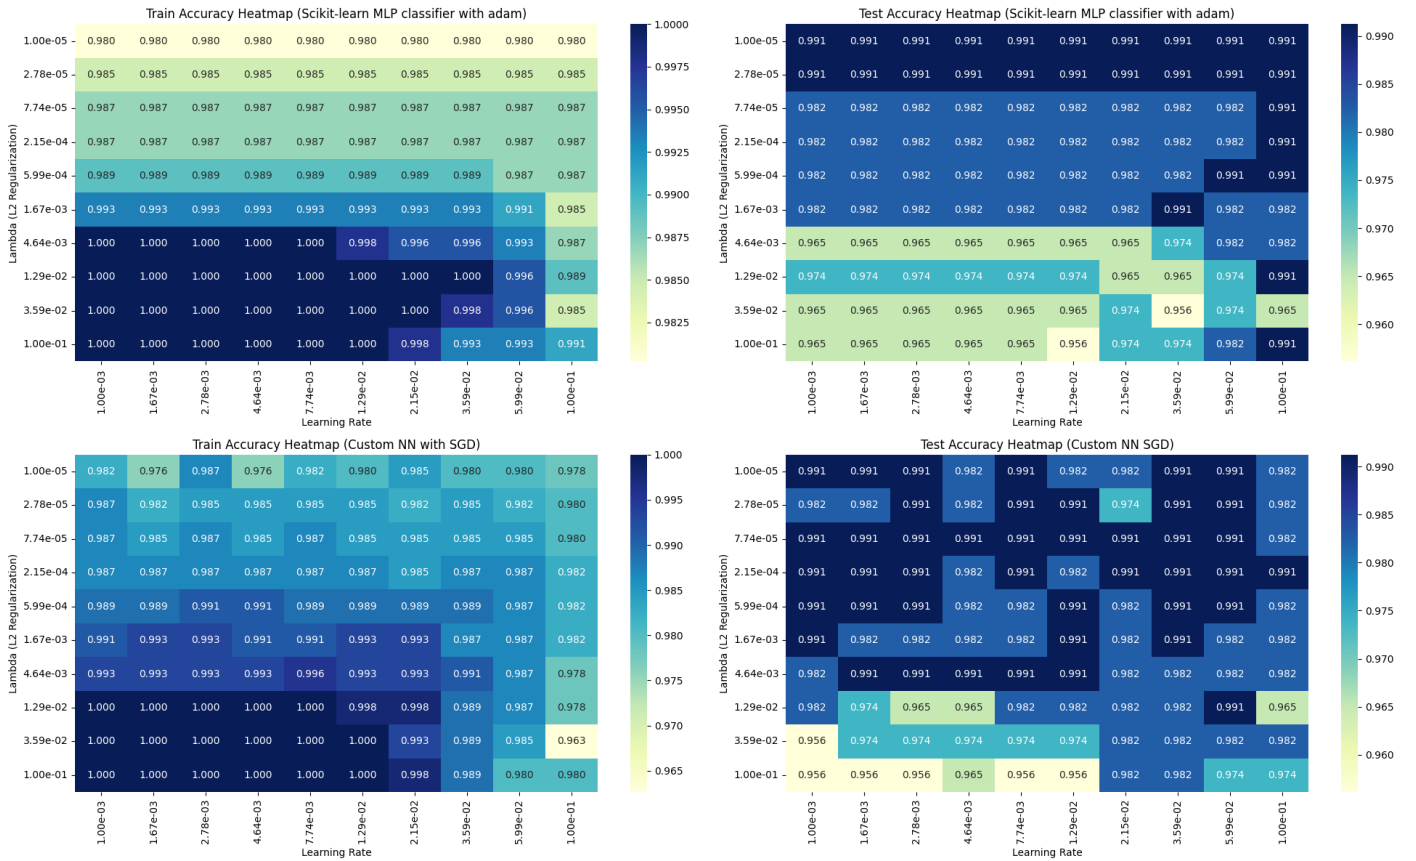 Train Accuracy Heatmap (Scikit-learn MLP classifier with adam)
Lambda (L2 Regularization)
1.00e-05 0.980 0.980 0.980 0.980 0.980 0.980 0.980 0.980 0.980 0.980
2.78e-05 0.985 0.985 0.985 0.985 0.985 0.985 0.985 0.985 0.985 0.985
7.74e-05 0.987 0.987 0.987 0.987 0.987 0.987 0.987 0.987 0.987 0.987
2.15e-04 0.987 0.987 0.987 0.987 0.987 0.987 0.987 0.987 0.987 0.987
5.99e-04 0.989 0.989 0.989 0.989 0.989 0.989 0.989 0.989 0.987 0.987
1.67e-03 0.993 0.993 0.993 0.993 0.993 0.993 0.993 0.993 0.991 0.985
4.64e-03 1.000 1.000 1.000 1.000 1.000 0.998 0.996 0.996 0.993 0.987
1.29e-02 1.000 1.000 1.000 1.000 1.000 1.000 1.000 1.000 0.996 0.989
3.59e-02 1.000 1.000 1.000 1.000 1.000 1.000 1.000 0.998 0.996 0.985
1.00e-01 1.000 1.000 1.000 1.000 1.000 1.000 0.998 0.993 0.993 0.991
1.00e-03 1.67e-03 2.78e-03 4.64e-03 7.74e-03 1.29e-02 2.15e-02 3.59e-02 5.99e-02 1.00e-01
Learning Rate
1.0000
0.9975
0.9950
0.9925
0.9900
0.9875
0.9850
0.9825
Test Accuracy Heatmap (Scikit-learn MLP classifier with adam)
Lambda (L2 Regularization)
1.00e-05 0.991 0.991 0.991 0.991 0.991 0.991 0.991 0.991 0.991 0.991
2.78e-05 0.991 0.991 0.991 0.991 0.991 0.991 0.991 0.991 0.991 0.991
7.74e-05 0.982 0.982 0.982 0.982 0.982 0.982 0.982 0.982 0.982 0.991
2.15e-04 0.982 0.982 0.982 0.982 0.982 0.982 0.982 0.982 0.982 0.991
5.99e-04 0.982 0.982 0.982 0.982 0.982 0.982 0.982 0.982 0.991 0.991
1.67e-03 0.982 0.982 0.982 0.982 0.982 0.982 0.982 0.991 0.982 0.982
4.64e-03 0.965 0.965 0.965 0.965 0.965 0.965 0.965 0.974 0.982 0.982
1.29e-02 0.974 0.974 0.974 0.974 0.974 0.974 0.965 0.965 0.974 0.991
3.59e-02 0.965 0.965 0.965 0.965 0.965 0.965 0.974 0.956 0.974 0.965
1.00e-01 0.965 0.965 0.965 0.965 0.965 0.956 0.974 0.974 0.982 0.991
1.00e-03 1.67e-03 2.78e-03 4.64e-03 7.74e-03 1.29e-02 2.15e-02 3.59e-02 5.99e-02 1.00e-01
Learning Rate
0.990
0.985
0.980
0.975
0.970
0.965
0.960
Train Accuracy Heatmap (Custom NN with SGD)
Lambda (L2 Regularization)
1.00e-05 0.982 0.976 0.987 0.976 0.982 0.980 0.985 0.980 0.980 0.978
2.78e-05 0.987 0.982 0.985 0.985 0.985 0.985 0.982 0.985 0.982 0.980
7.74e-05 0.987 0.985 0.987 0.985 0.987 0.985 0.985 0.985 0.985 0.980
2.15e-04 0.987 0.987 0.987 0.987 0.987 0.987 0.985 0.987 0.987 0.982
5.99e-04 0.989 0.989 0.991 0.991 0.989 0.989 0.989 0.989 0.987 0.982
1.67e-03 0.991 0.993 0.993 0.991 0.991 0.993 0.993 0.987 0.987 0.982
4.64e-03 0.993 0.993 0.993 0.993 0.996 0.993 0.993 0.991 0.987 0.978
1.29e-02 1.000 1.000 1.000 1.000 1.000 0.998 0.998 0.989 0.987 0.978
3.59e-02 1.000 1.000 1.000 1.000 1.000 1.000 0.993 0.989 0.985 0.963
1.00e-01 1.000 1.000 1.000 1.000 1.000 1.000 0.998 0.989 0.980 0.980
1.00e-03 1.67e-03 2.78e-03 4.64e-03 7.74e-03 1.29e-02 2.15e-02 3.59e-02 5.99e-02 1.00e-01
Learning Rate
1.000
0.995
0.990
0.985
0.980
0.975
0.970
0.965
Test Accuracy Heatmap (Custom NN SGD)
Lambda (L2 Regularization)
1.00e-05 0.991 0.991 0.991 0.982 0.991 0.982 0.982 0.991 0.991 0.982
2.78e-05 0.982 0.982 0.991 0.982 0.991 0.991 0.974 0.991 0.991 0.982
7.74e-05 0.991 0.991 0.991 0.991 0.991 0.991 0.991 0.991 0.991 0.982
2.15e-04 0.991 0.991 0.991 0.982 0.991 0.982 0.991 0.991 0.991 0.991
5.99e-04 0.991 0.991 0.991 0.982 0.982 0.991 0.982 0.991 0.982 0.982
1.67e-03 0.991 0.982 0.982 0.982 0.982 0.991 0.982 0.991 0.982 0.982
4.64e-03 0.982 0.991 0.991 0.991 0.991 0.991 0.982 0.982 0.982 0.982
1.29e-02 0.982 0.974 0.965 0.965 0.982 0.982 0.982 0.982 0.991 0.965
3.59e-02 0.956 0.974 0.974 0.974 0.974 0.974 0.982 0.982 0.982 0.982
1.00e-01 0.956 0.956 0.956 0.965 0.956 0.956 0.982 0.982 0.974 0.974
1.00e-03 1.67e-03 2.78e-03 4.64e-03 7.74e-03 1.29e-02 2.15e-02 3.59e-02 5.99e-02 1.00e-01
Learning Rate
0.990
0.985
0.980
0.975
0.970
0.965
0.960